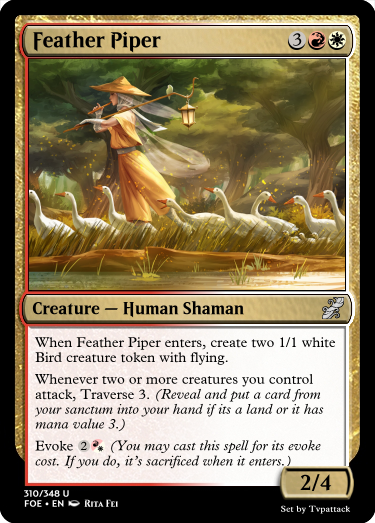 Feather Piper 3
Creature — Human Shaman
When Feather Piper enters, create two 1/1 white
Bird creature token with flying.
Whenever two or more creatures you control
attack, Traverse 3. (Reveal and put a card from
your sanctum into your hand if its a land or it has
mana value 3.)
Evoke 2 (You may cast this spell for its evoke
cost. If you do, it's sacrificed when it enters.)
2/4
310/348 U
FOE • EN Rita Fei
Set by Tvpattack